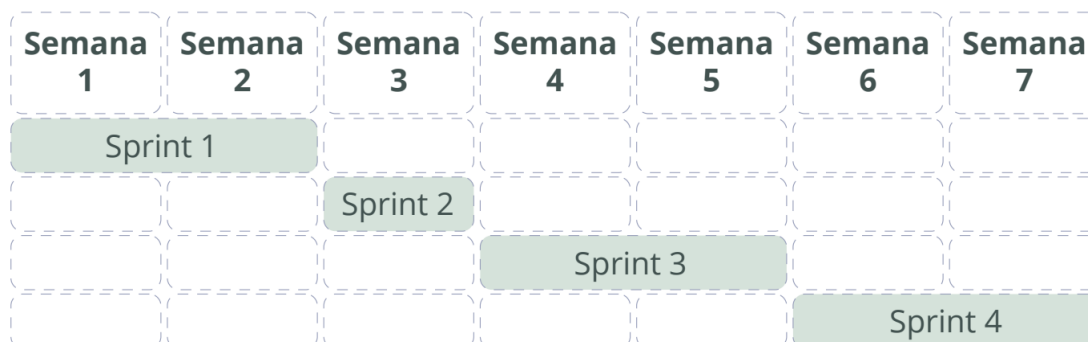 Semana Semana Semana Semana Semana Semana Semana
1 2 3 4 5 6 7
Sprint 1
Sprint 2
Sprint 3
Sprint 4